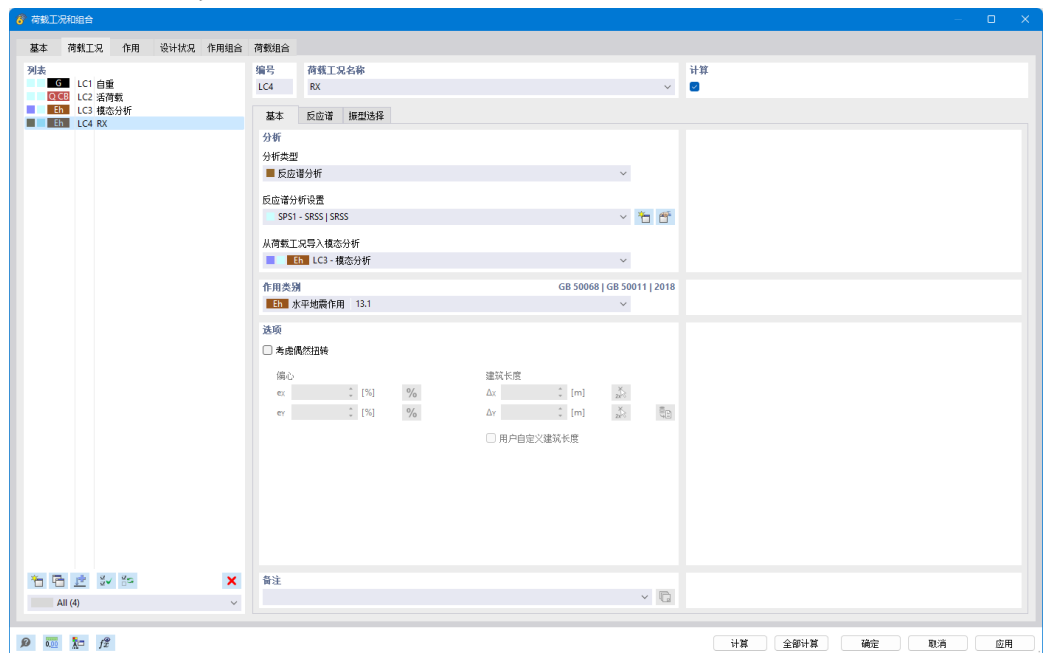 荷载工况和组合
基本 荷载工况 作用 设计状况 作用组合 荷载组合
列表
G LC1 自重
Q CB LC2 活荷载
Eh LC3 模态分析
Eh LC4 RX
编号 荷载工况名称 计算
LC4 RX
基本 反应谱 振型选择
分析
分析类型
反应谱分析
反应谱分析设置
SPS1 - SRSS | SRSS
从荷载工况导入模态分析
Eh LC3 - 模态分析
作用类别 GB 50068 | GB 50011 | 2018
Eh 水平地震作用 13.1
选项
考虑偶然扭转
偏心 建筑长度
eX [%] % ΔX [m]
eY [%] % ΔY [m]
用户自定义建筑长度
备注
All (4)
计算 全部计算 确定 取消 应用